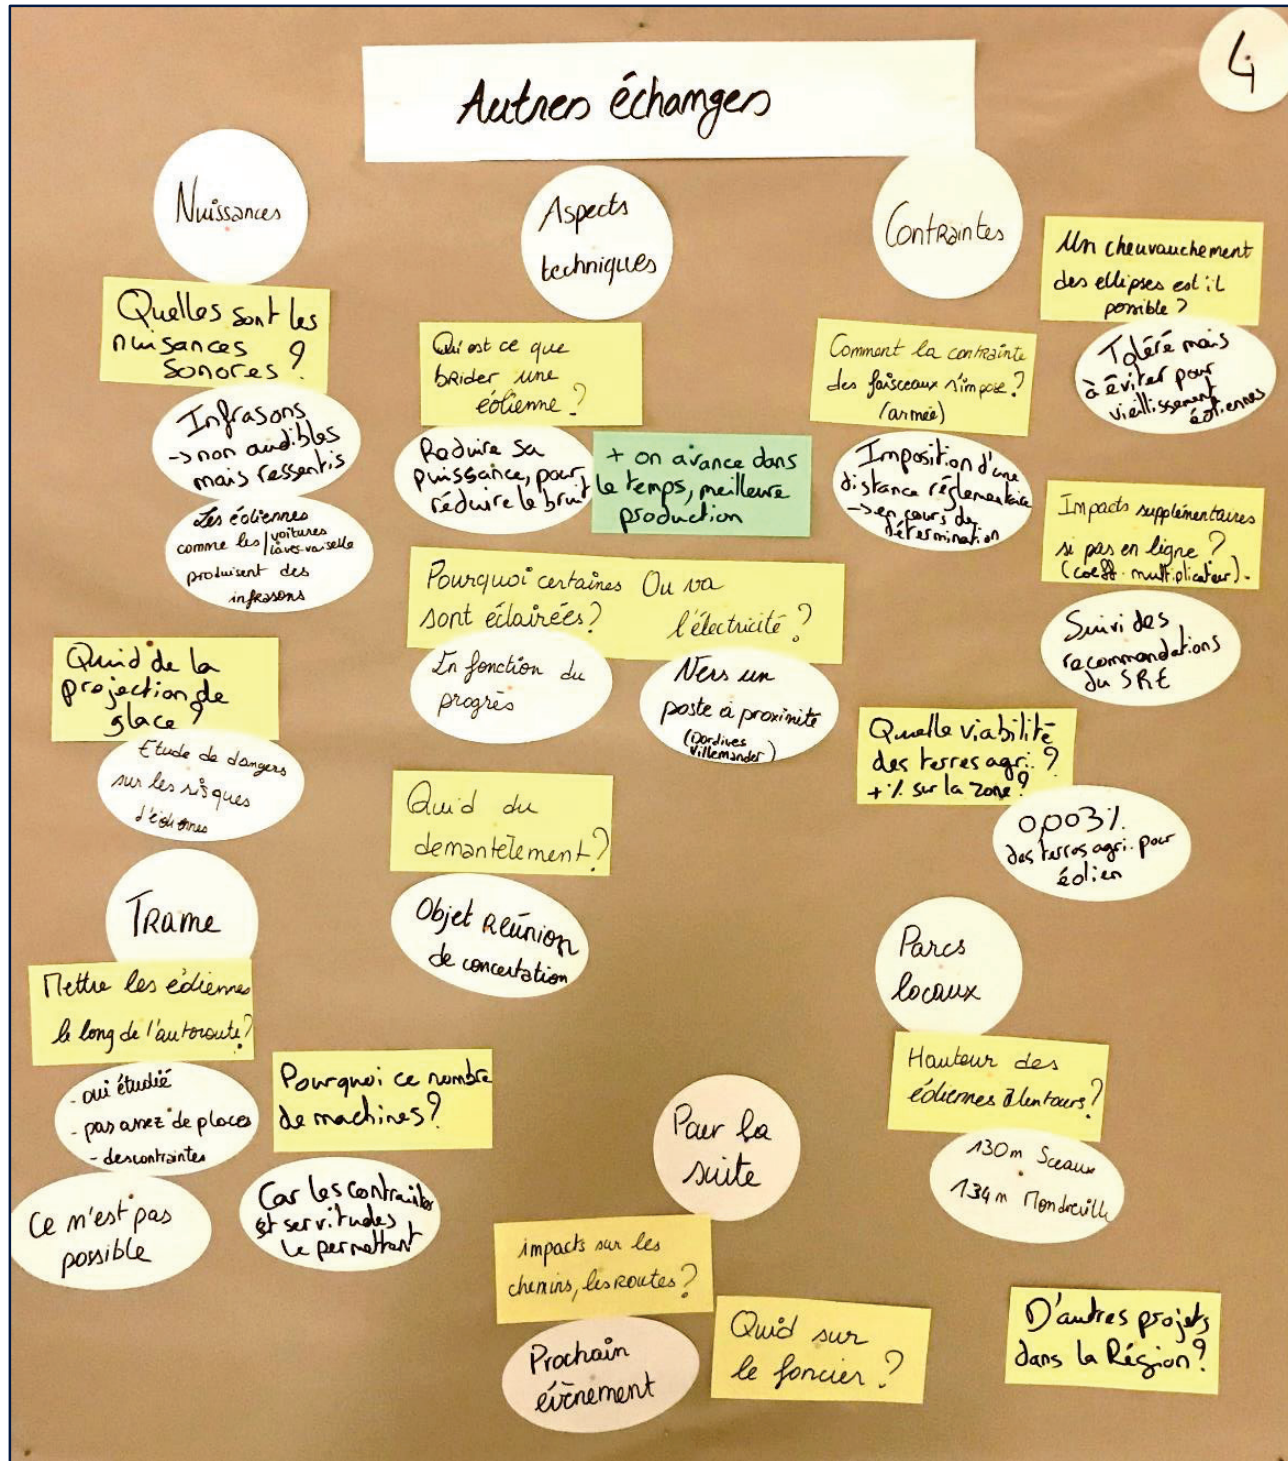 Autres échanges
4
Nuissances
Quelles sont les
nuisances
sonores ?
Infrasons
-> non audibles
mais ressentis
Les éoliennes
comme les / voitures
lave-vaisselle
produisent des
infrasons
Quid de la
projection de
glace ?
Etude de dangers
sur les risques
d'éoliennes
Aspects
techniques
Qu'est ce que
brider une
éolienne ?
Reduire sa
puissance, pour
réduire le bruit
+ on avance dans
le temps, meilleure
production
Pourquoi certaines
sont éclairées ?
En fonction du
progrès
Ou va
l'électricité ?
Vers un
poste à proximité
(Dordives
Villemander)
Quid du
demantèlement ?
Objet Réunion
de concertation
Contraintes
Comment la contrainte
des faisceaux s'impose ?
(armée)
Imposition d'une
distance réglementaire
-> en cours de
détermination
Un cheuvauchement
des ellipses est il
possible ?
Toléré mais
à éviter pour
vieillissement
éoliennes
Impacts supplémentaires
si pas en ligne ?
(coeff. multiplicateur).
Suivi des
recommandations
du SRE
Quelle viabilité
des terres agri. ?
+ % sur la zone ?
0,003 %
des terres agri. pour
éolien
Trame
Mettre les éoliennes
le long de l'autoroute ?
- oui étudié
- pas assez de places
- des contraintes
Ce n'est pas
possible
Pourquoi ce nombre
de machines ?
Car les contraintes
et servitudes
le permettant
Parcs
locaux
Hauteur des
éoliennes alentours ?
130m Sceaux
134m Mondreville
D'autres projets
dans la Région ?
Pour la
suite
impacts sur les
chemins, les routes ?
Prochain
évènement
Quid sur
le foncier ?